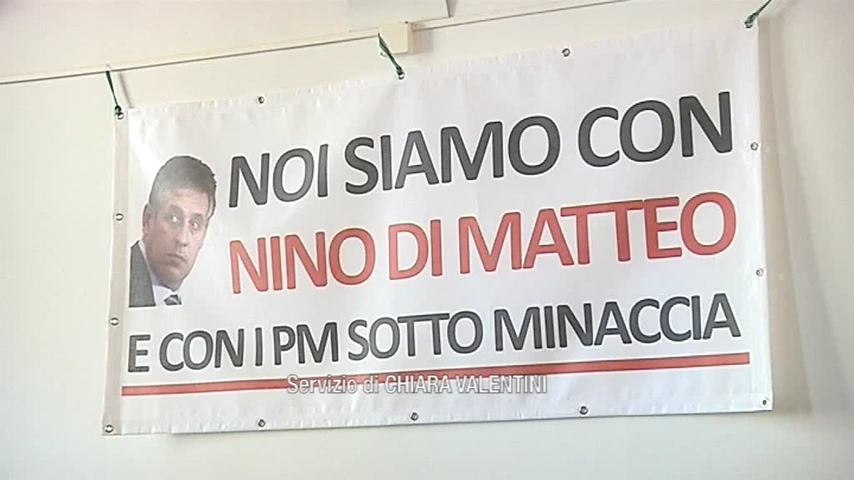 NOI SIAMO CON
NINO DI MATTEO
E CON I PM SOTTO MINACCIA
Servizio di CHIARA VALENTINI